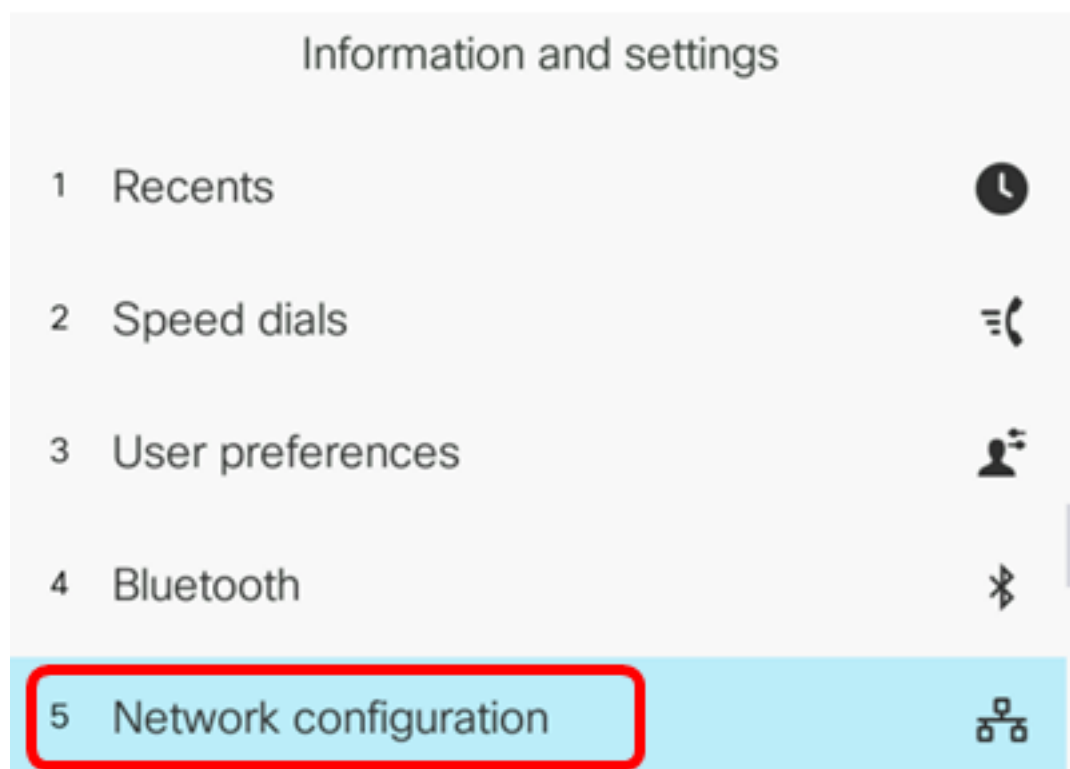 Information and settings
1 Recents
2 Speed dials
3 User preferences
4 Bluetooth
5 Network configuration